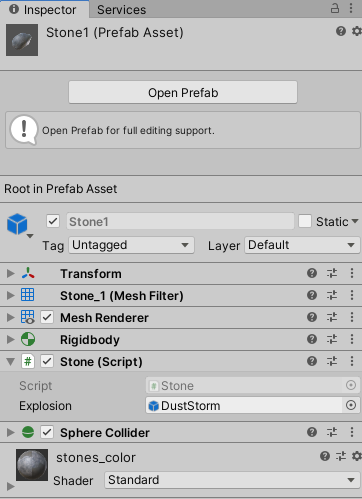 Inspector Services
Stone1 (Prefab Asset)
Open Prefab
Open Prefab for full editing support.
Root in Prefab Asset
Stone1 Static
Tag Untagged Layer Default
Transform
Stone_1 (Mesh Filter)
Mesh Renderer
Rigidbody
# Stone (Script)
Script # Stone
Explosion DustStorm
Sphere Collider
stones_color
Shader Standard